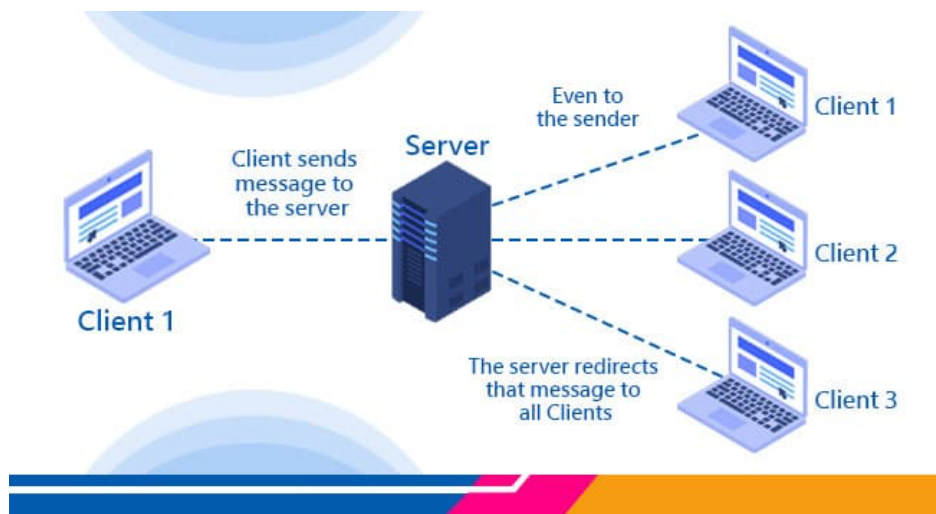 Client sends
message to
the server
Client 1
Server
Even to
the sender
Client 1
Client 2
Client 3
The server redirects
that message to
all Clients